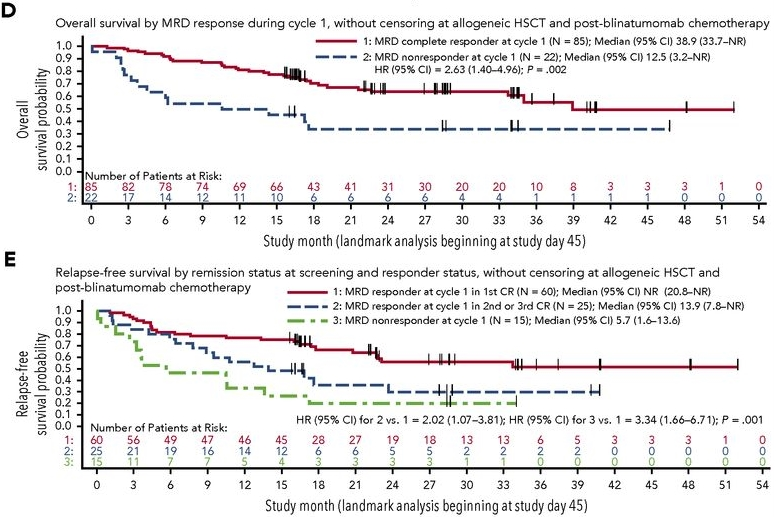 D
Overall survival by MRD response during cycle 1, without censoring at allogeneic HSCT and post-blinatumomab chemotherapy
1: MRD complete responder at cycle 1 (N = 85); Median (95% CI) 38.9 (33.7–NR)
2: MRD nonresponder at cycle 1 (N = 22); Median (95% CI) 12.5 (3.2–NR)
HR (95% CI) = 2.63 (1.40–4.96); P = .002
Overall
survival probability
1.0
0.9
0.8
0.7
0.6
0.5
0.4
0.3
0.2
0.1
0.0
Number of Patients at Risk:
1: 85 82 78 74 69 66 43 41 31 30 20 20 10 8 3 3 3 1 0
2: 22 17 14 12 11 10 6 6 6 6 4 4 1 1 1 1 0 0 0
0 3 6 9 12 15 18 21 24 27 30 33 36 39 42 45 48 51 54
Study month (landmark analysis beginning at study day 45)
E
Relapse-free survival by remission status at screening and responder status, without censoring at allogeneic HSCT and
post-blinatumomab chemotherapy
1: MRD responder at cycle 1 in 1st CR (N = 60); Median (95% CI) NR (20.8–NR)
2: MRD responder at cycle 1 in 2nd or 3rd CR (N = 25); Median (95% CI) 13.9 (7.8–NR)
3: MRD nonresponder at cycle 1 (N = 15); Median (95% CI) 5.7 (1.6–13.6)
Relapse-free
survival probability
1.0
0.9
0.8
0.7
0.6
0.5
0.4
0.3
0.2
0.1
0.0
HR (95% CI) for 2 vs. 1 = 2.02 (1.07–3.81); HR (95% CI) for 3 vs. 1 = 3.34 (1.66–6.71); P = .001
Number of Patients at Risk:
1: 60 56 49 47 46 45 28 27 19 18 13 13 6 5 3 3 3 1 0
2: 25 21 19 16 14 12 6 6 5 5 2 2 2 2 0 0 0 0 0
3: 15 11 7 7 5 4 3 3 3 3 1 1 0 0 0 0 0 0 0
0 3 6 9 12 15 18 21 24 27 30 33 36 39 42 45 48 51 54
Study month (landmark analysis beginning at study day 45)